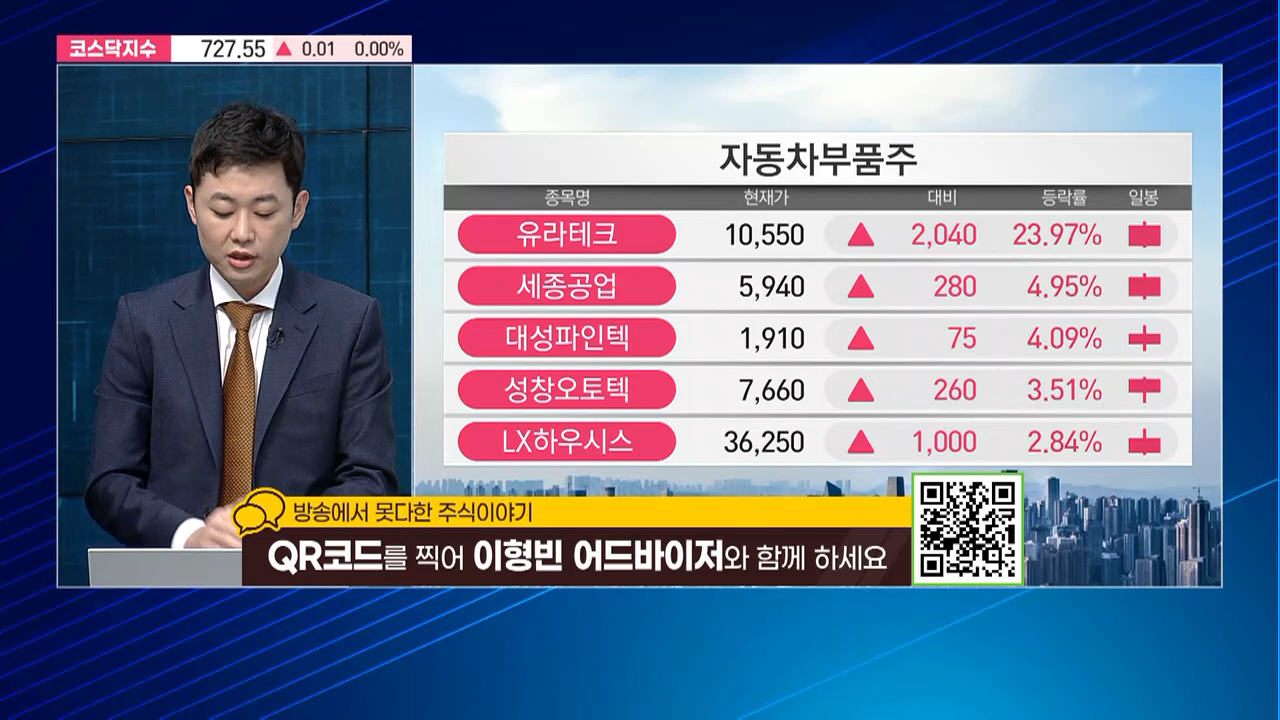 코스닥지수 727.55 ▲ 0.01 0.00%
자동차부품주
종목명 현재가 대비 등락률 일봉
유라테크 10,550 ▲ 2,040 23.97%
세종공업 5,940 ▲ 280 4.95%
대성파인텍 1,910 ▲ 75 4.09%
성창오토텍 7,660 ▲ 260 3.51%
LX하우시스 36,250 ▲ 1,000 2.84%
방송에서 못다한 주식이야기
QR코드를 찍어 이형빈 어드바이저와 함께 하세요